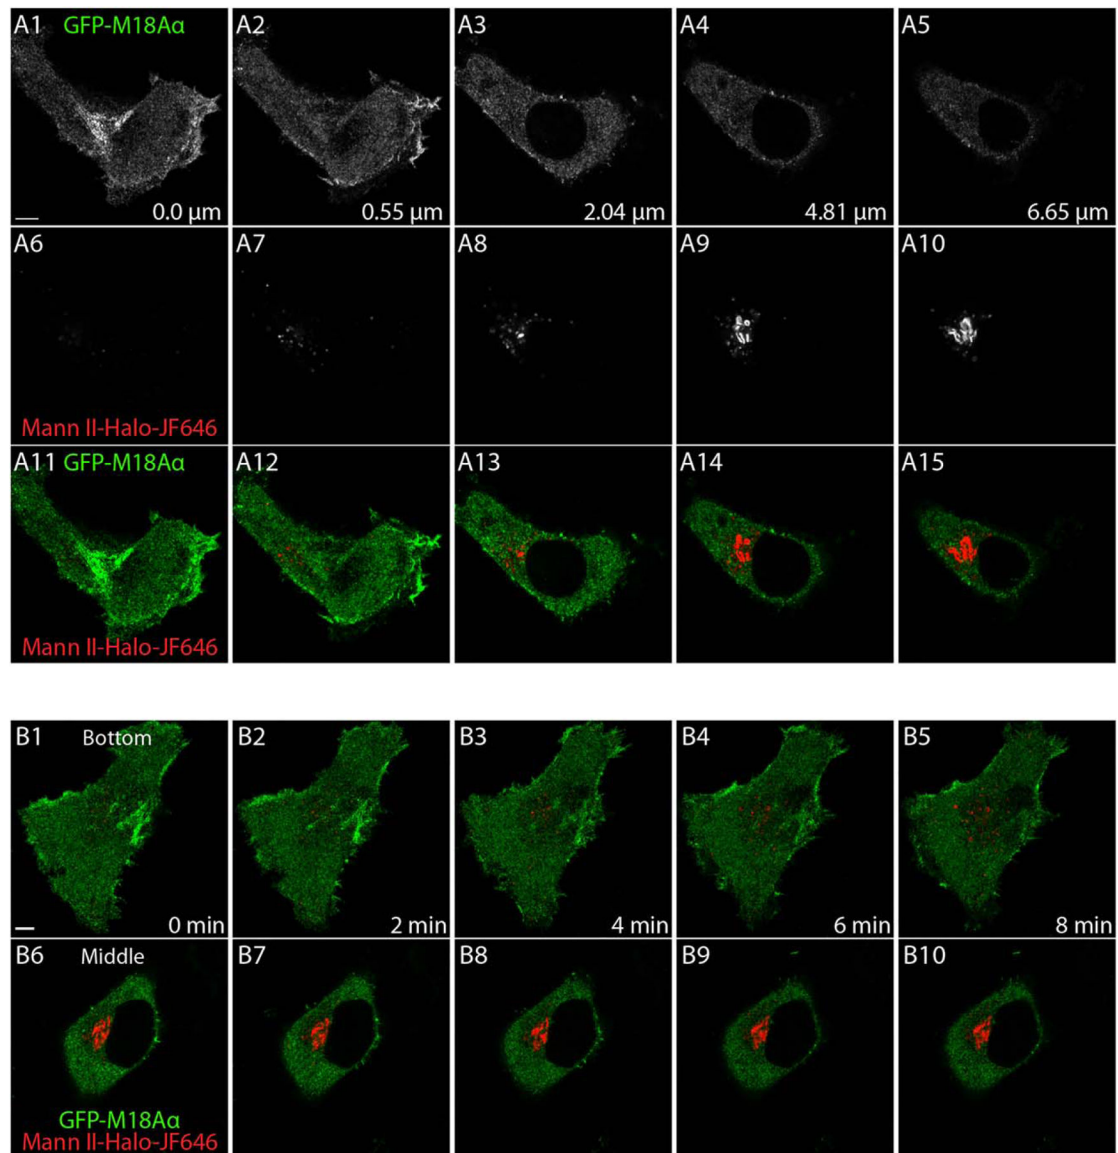 A1 GFP-M18Aα A2 A3 A4 A5
0.0 μm 0.55 μm 2.04 μm 4.81 μm 6.65 μm
A6 A7 A8 A9 A10
Mann II-Halo-JF646
A11 GFP-M18Aα A12 A13 A14 A15
Mann II-Halo-JF646
B1 Bottom B2 B3 B4 B5
0 min 2 min 4 min 6 min 8 min
B6 Middle B7 B8 B9 B10
GFP-M18Aα
Mann II-Halo-JF646